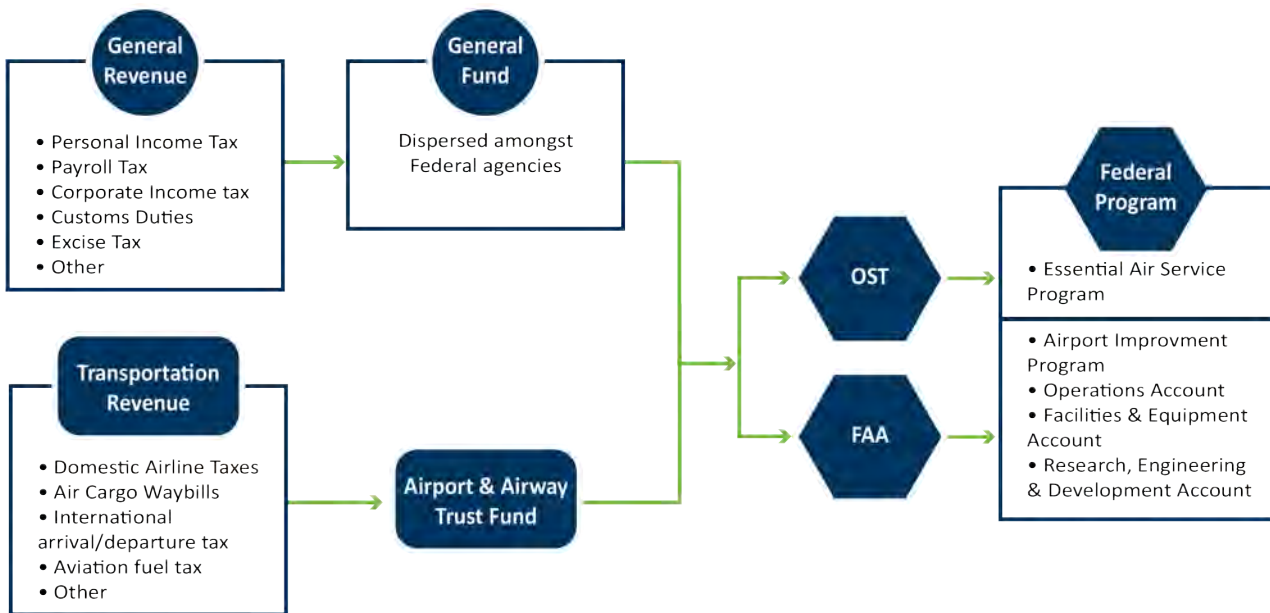 General
Revenue
• Personal Income Tax
• Payroll Tax
• Corporate Income tax
• Customs Duties
• Excise Tax
• Other
General
Fund
Dispersed amongst
Federal agencies
Transportation
Revenue
• Domestic Airline Taxes
• Air Cargo Waybills
• International
arrival/departure tax
• Aviation fuel tax
• Other
Airport & Airway
Trust Fund
OST
FAA
Federal
Program
• Essential Air Service
Program
• Airport Improvment
Program
• Operations Account
• Facilities & Equipment
Account
• Research, Engineering
& Development Account